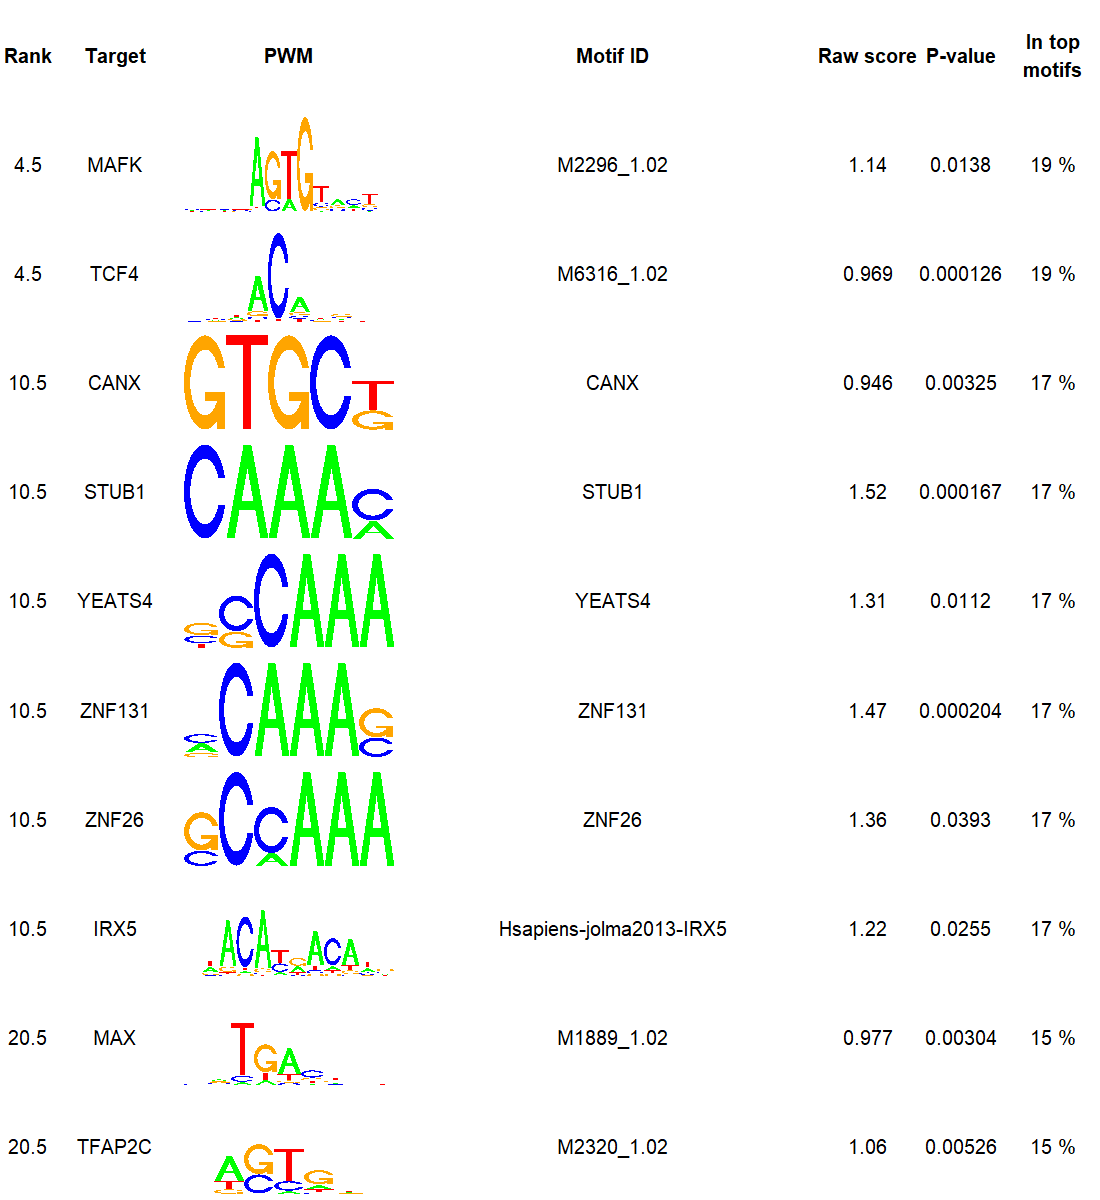 Rank Target PWM Motif ID Raw score P-value In top motifs
4.5 MAFK M2296_1.02 1.14 0.0138 19 %
4.5 TCF4 M6316_1.02 0.969 0.000126 19 %
10.5 CANX GTGCT G CANX 0.946 0.00325 17 %
10.5 STUB1 CAAAC A STUB1 1.52 0.000167 17 %
10.5 YEATS4 CCAAA YEATS4 1.31 0.0112 17 %
10.5 ZNF131 CAAAG C ZNF131 1.47 0.000204 17 %
10.5 ZNF26 GCCAAA C A ZNF26 1.36 0.0393 17 %
10.5 IRX5 Hsapiens-jolma2013-IRX5 1.22 0.0255 17 %
20.5 MAX M1889_1.02 0.977 0.00304 15 %
20.5 TFAP2C M2320_1.02 1.06 0.00526 15 %